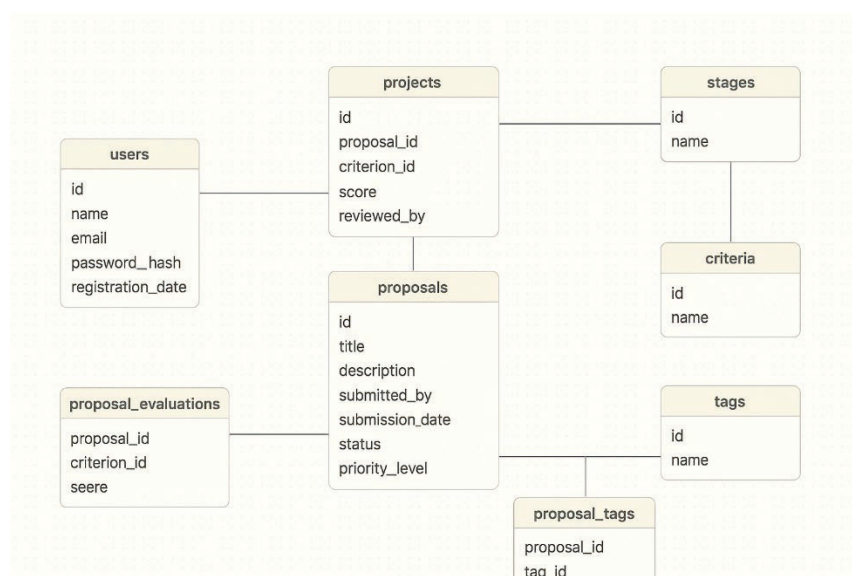 projects
id
proposal_id
criterion_id
score
reviewed_by
stages
id
name
users
id
name
email
password_hash
registration_date
criteria
id
name
proposals
id
title
description
submitted_by
submission_date
status
priority_level
proposal_evaluations
proposal_id
criterion_id
seere
tags
id
name
proposal_tags
proposal_id
tag_id